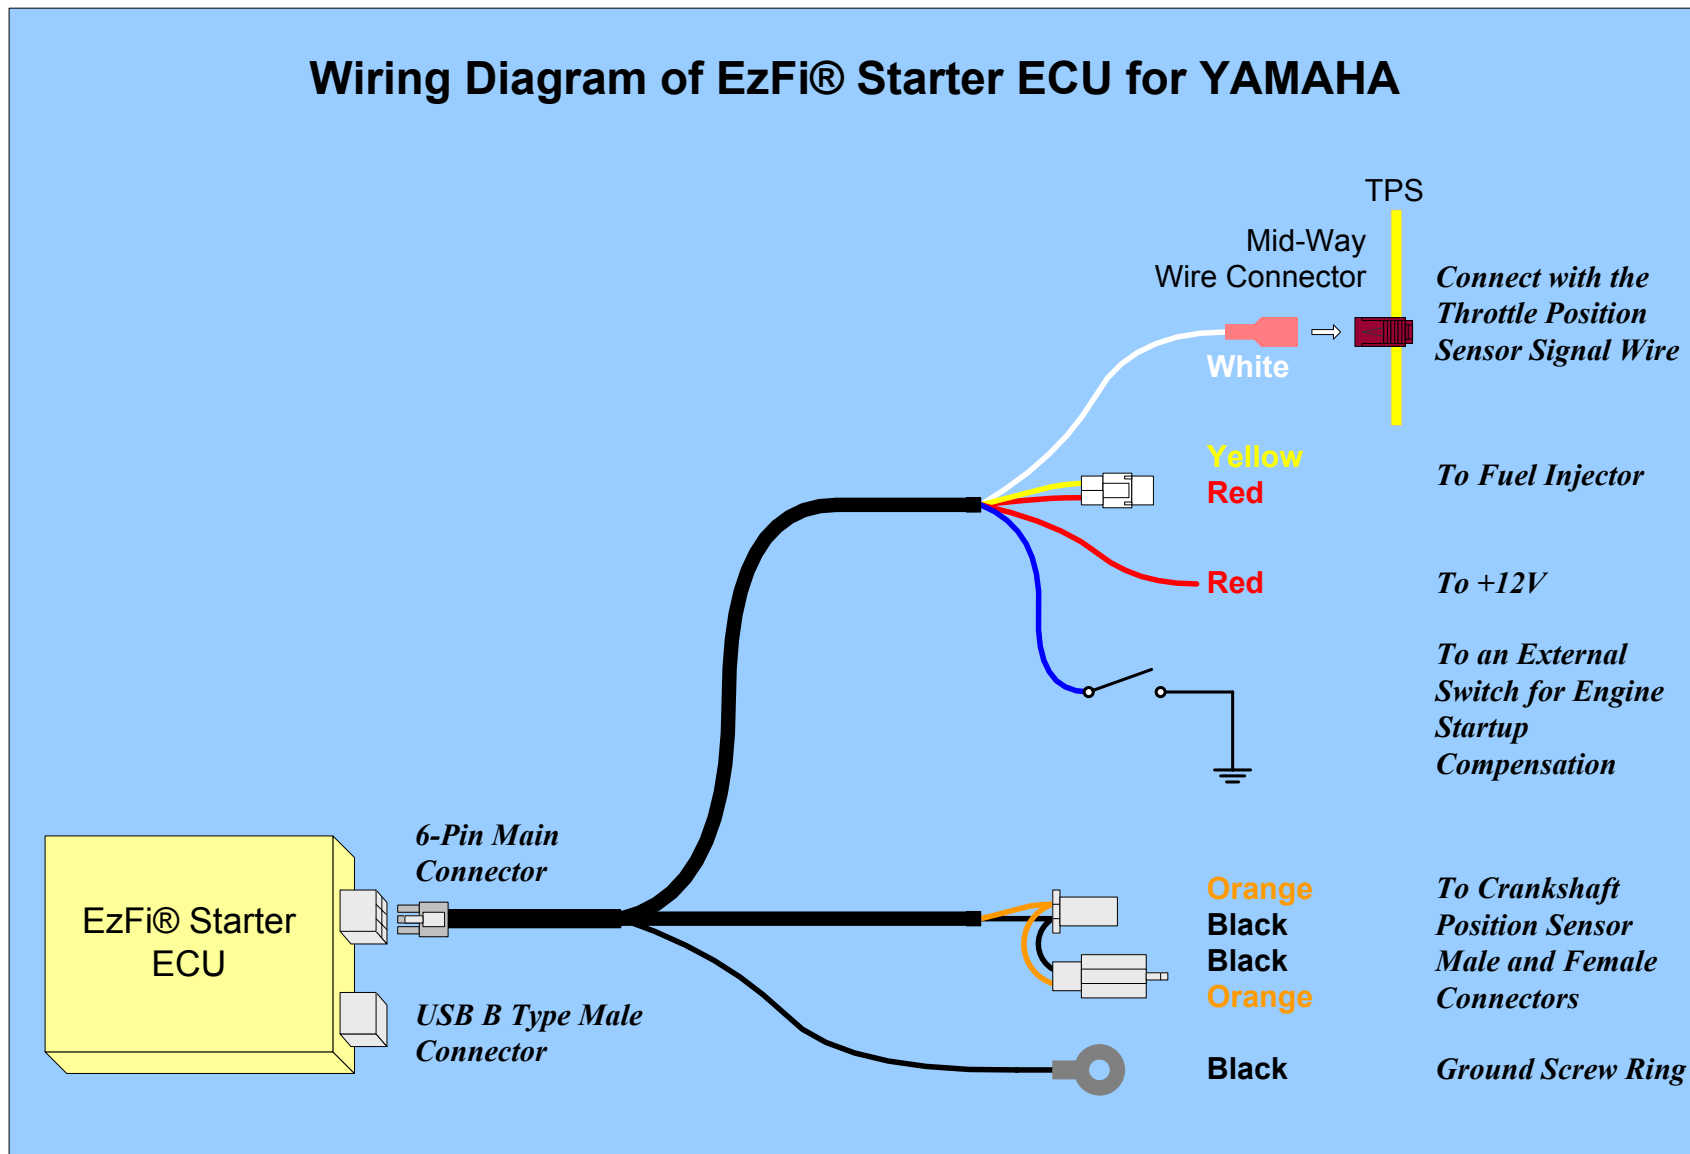 Wiring Diagram of EzFi® Starter ECU for YAMAHA
TPS
Mid-Way
Wire Connector
Connect with the
Throttle Position
Sensor Signal Wire
White
Yellow
Red
To Fuel Injector
Red
To +12V
To an External
Switch for Engine
Startup
Compensation
6-Pin Main
Connector
EzFi® Starter
ECU
USB B Type Male
Connector
Orange
Black
Black
Orange
To Crankshaft
Position Sensor
Male and Female
Connectors
Black
Ground Screw Ring